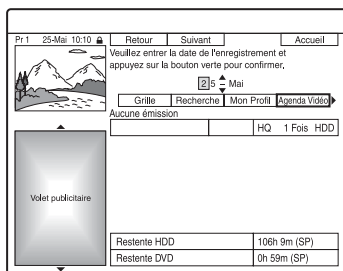 Pr 1 25-Mai 10:10 Retour Suivant Accueil
Veuillez entrer la date de l'enregistrement et
appuyez sur la bouton verte pour confirmer,
25 Mai
Grille Recherche Mon Profil Agenda Vidéo
Aucune émission
HQ 1 Fois HDD
Volet publicitaire
Restente HDD 106h 9m (SP)
Restente DVD 0h 59m (SP)